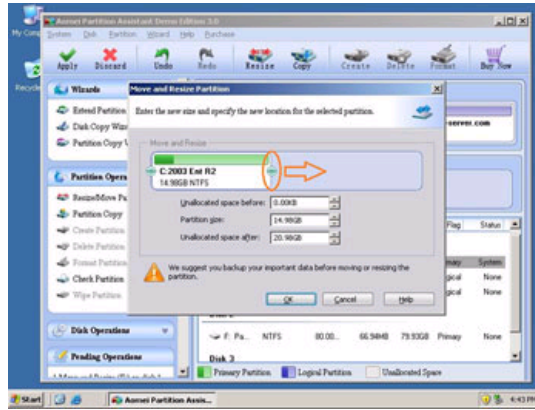 Aomei Partition Assistant Demo Edition 3.0
My Comp
System Disk Partition Wizard Help Purchase
Apply Discard Undo Redo Resize Copy Create Delete Format Buy Now
Recycle
Wizards
Extend Partition
Disk Copy Wiz
Partition Copy
Move and Resize Partition
Enter the new size and specify the new location for the selected partition.
server.com
Move and Resize
C:2003 Ent R2
14.98GB NTFS
Unallocated space before: 0.00KB
Partition size: 14.98GB
Unallocated space after: 20.98GB
We suggest you backup your important data before moving or resizing the
partition.
OK Cancel Help
Partition Opera
Resize/Move Pa
Partition Copy
Create Partition
Delete Partition
Format Partition
Check Partition
Wipe Partition
Flag Status
mary System
gical None
gical None
Disk Operations
F: Pa... NTFS 80.00... 66.94MB 79.93GB Primary None
Pending Operations
Disk 3
Primary Partition Logical Partition Unallocated Space
Start Aomei Partition Assis... 4:43 PM